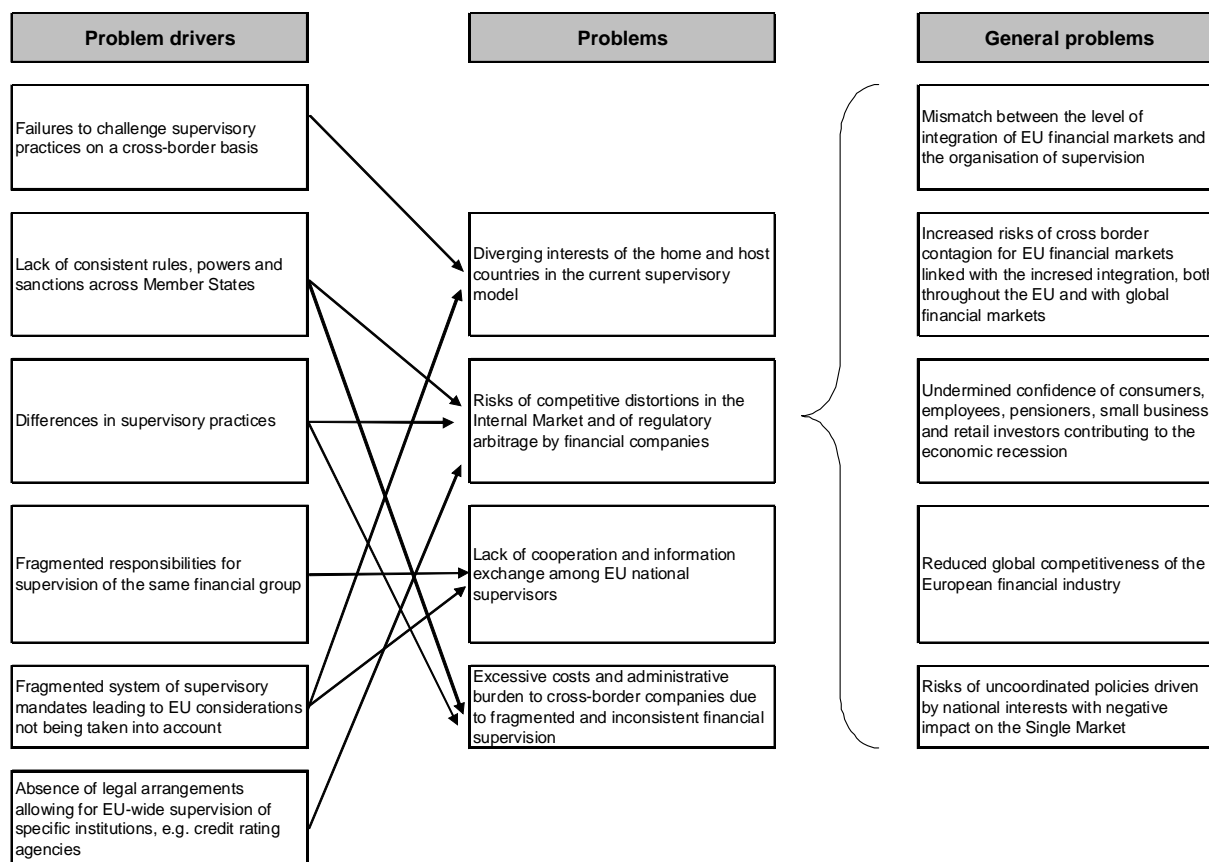 Problem drivers
Problems
General problems
Failures to challenge supervisory
practices on a cross-border basis
Lack of consistent rules, powers and
sanctions across Member States
Differences in supervisory practices
Fragmented responsibilities for
supervision of the same financial group
Fragmented system of supervisory
mandates leading to EU considerations
not being taken into account
Absence of legal arrangements
allowing for EU-wide supervision of
specific institutions, e.g. credit rating
agencies
Diverging interests of the home and host
countries in the current supervisory
model
Risks of competitive distortions in the
Internal Market and of regulatory
arbitrage by financial companies
Lack of cooperation and information
exchange among EU national
supervisors
Excessive costs and administrative
burden to cross-border companies due
to fragmented and inconsistent financial
supervision
Mismatch between the level of
integration of EU financial markets and
the organisation of supervision
Increased risks of cross border
contagion for EU financial markets
linked with the incresed integration,
throughout the EU and with global
financial markets
Undermined confidence of consumers,
employees, pensioners, small business
and retail investors contributing to the
economic recession
Reduced global competitiveness of the
European financial industry
Risks of uncoordinated policies driven
by national interests with negative
impact on the Single Market